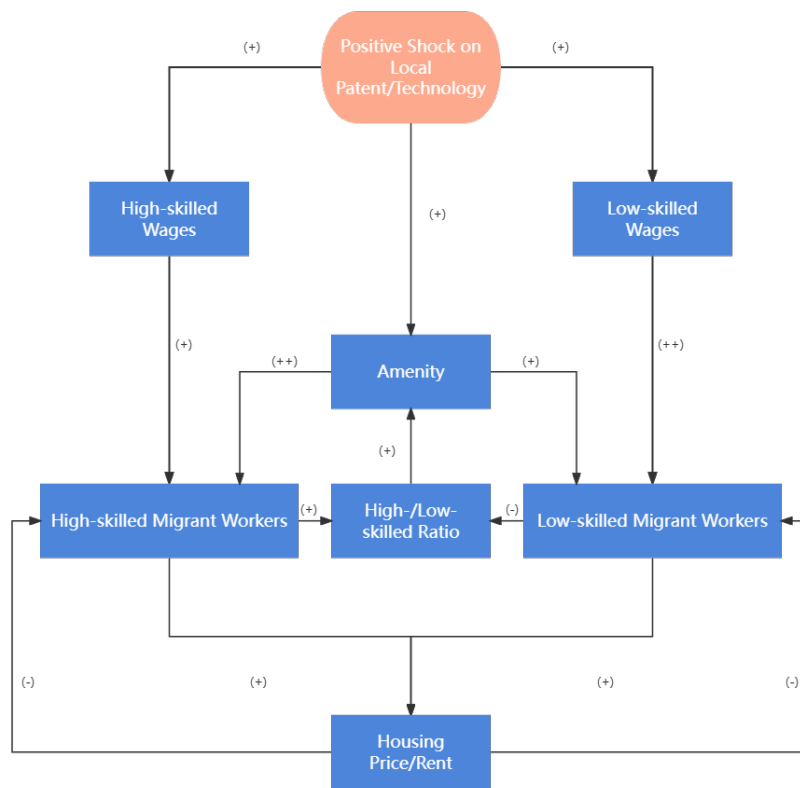 (+)
Positive Shock on
Local
Patent/Technology
(+)
High-skilled
Wages
(+)
Low-skilled
Wages
(+)
(++)
Amenity
(+)
(++)
(+)
High-skilled Migrant Workers
(+)
High-/Low-
skilled Ratio
(-)
Low-skilled Migrant Workers
(-)
(+)
(+)
(-)
Housing
Price/Rent